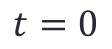 t = 0